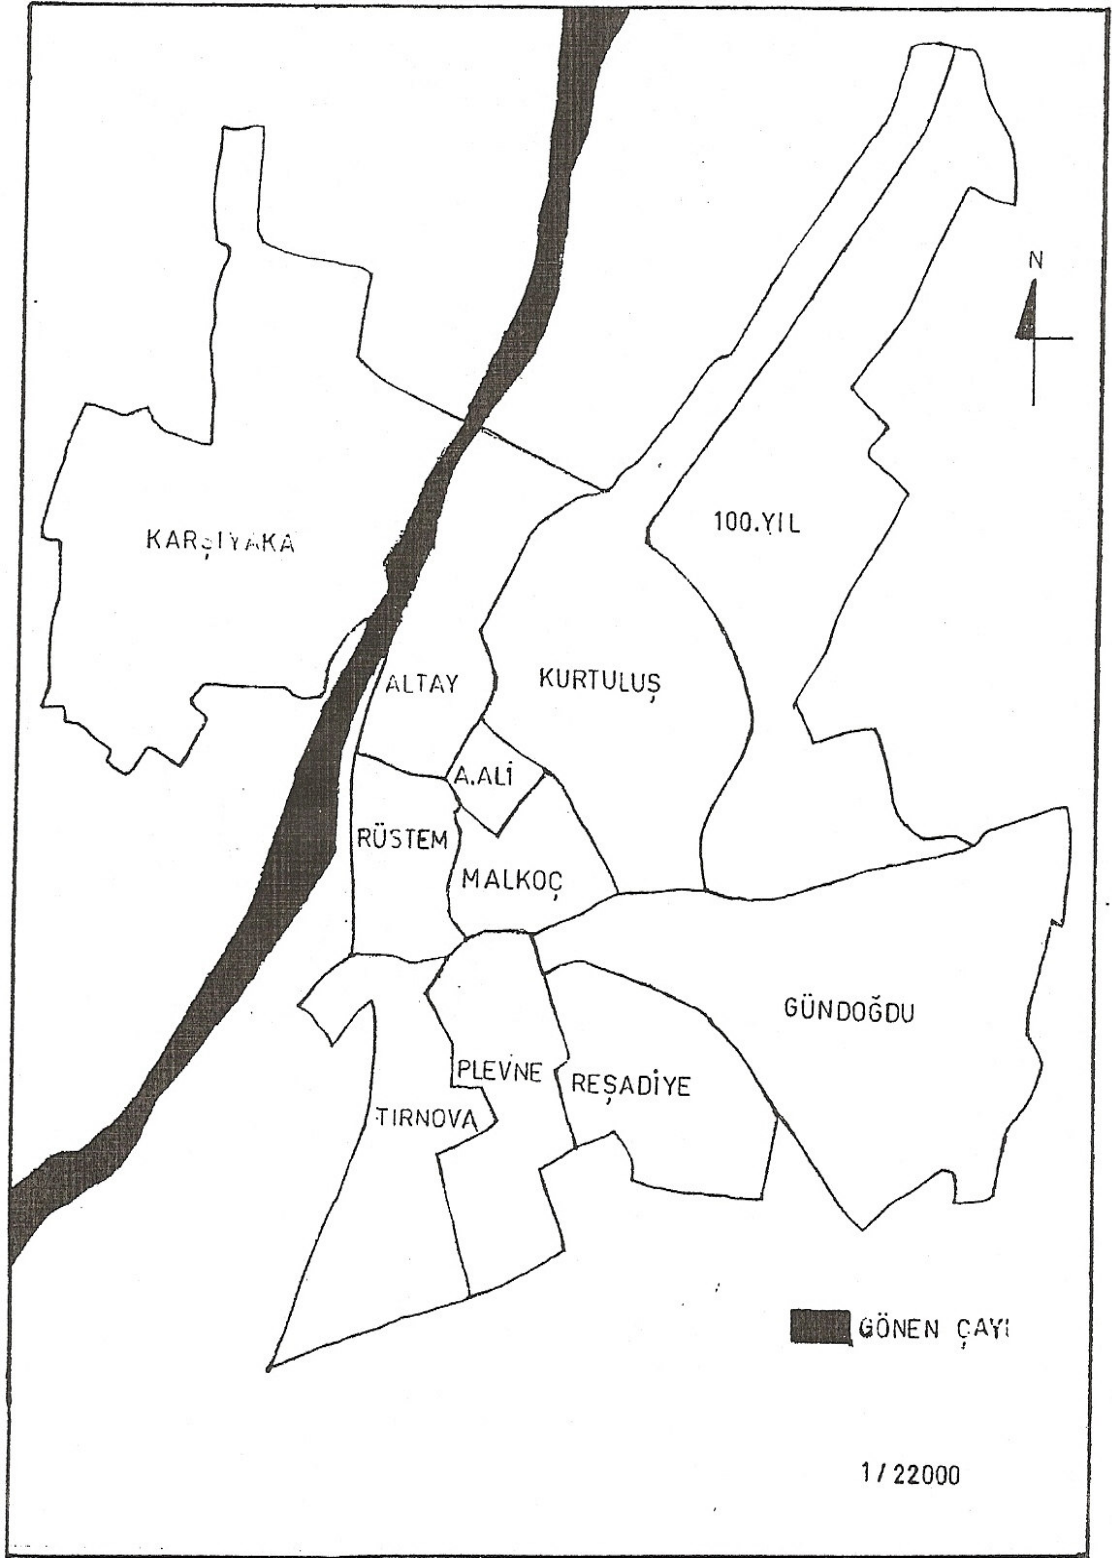 N
100.YIL
KARŞIYAKA
ALTAY
KURTULUŞ
A.ALİ
RÜSTEM
MALKOÇ
GÜNDOĞDU
PLEVNE
REŞADİYE
TIRNOVA
GÖNEN ÇAYI
1/22000